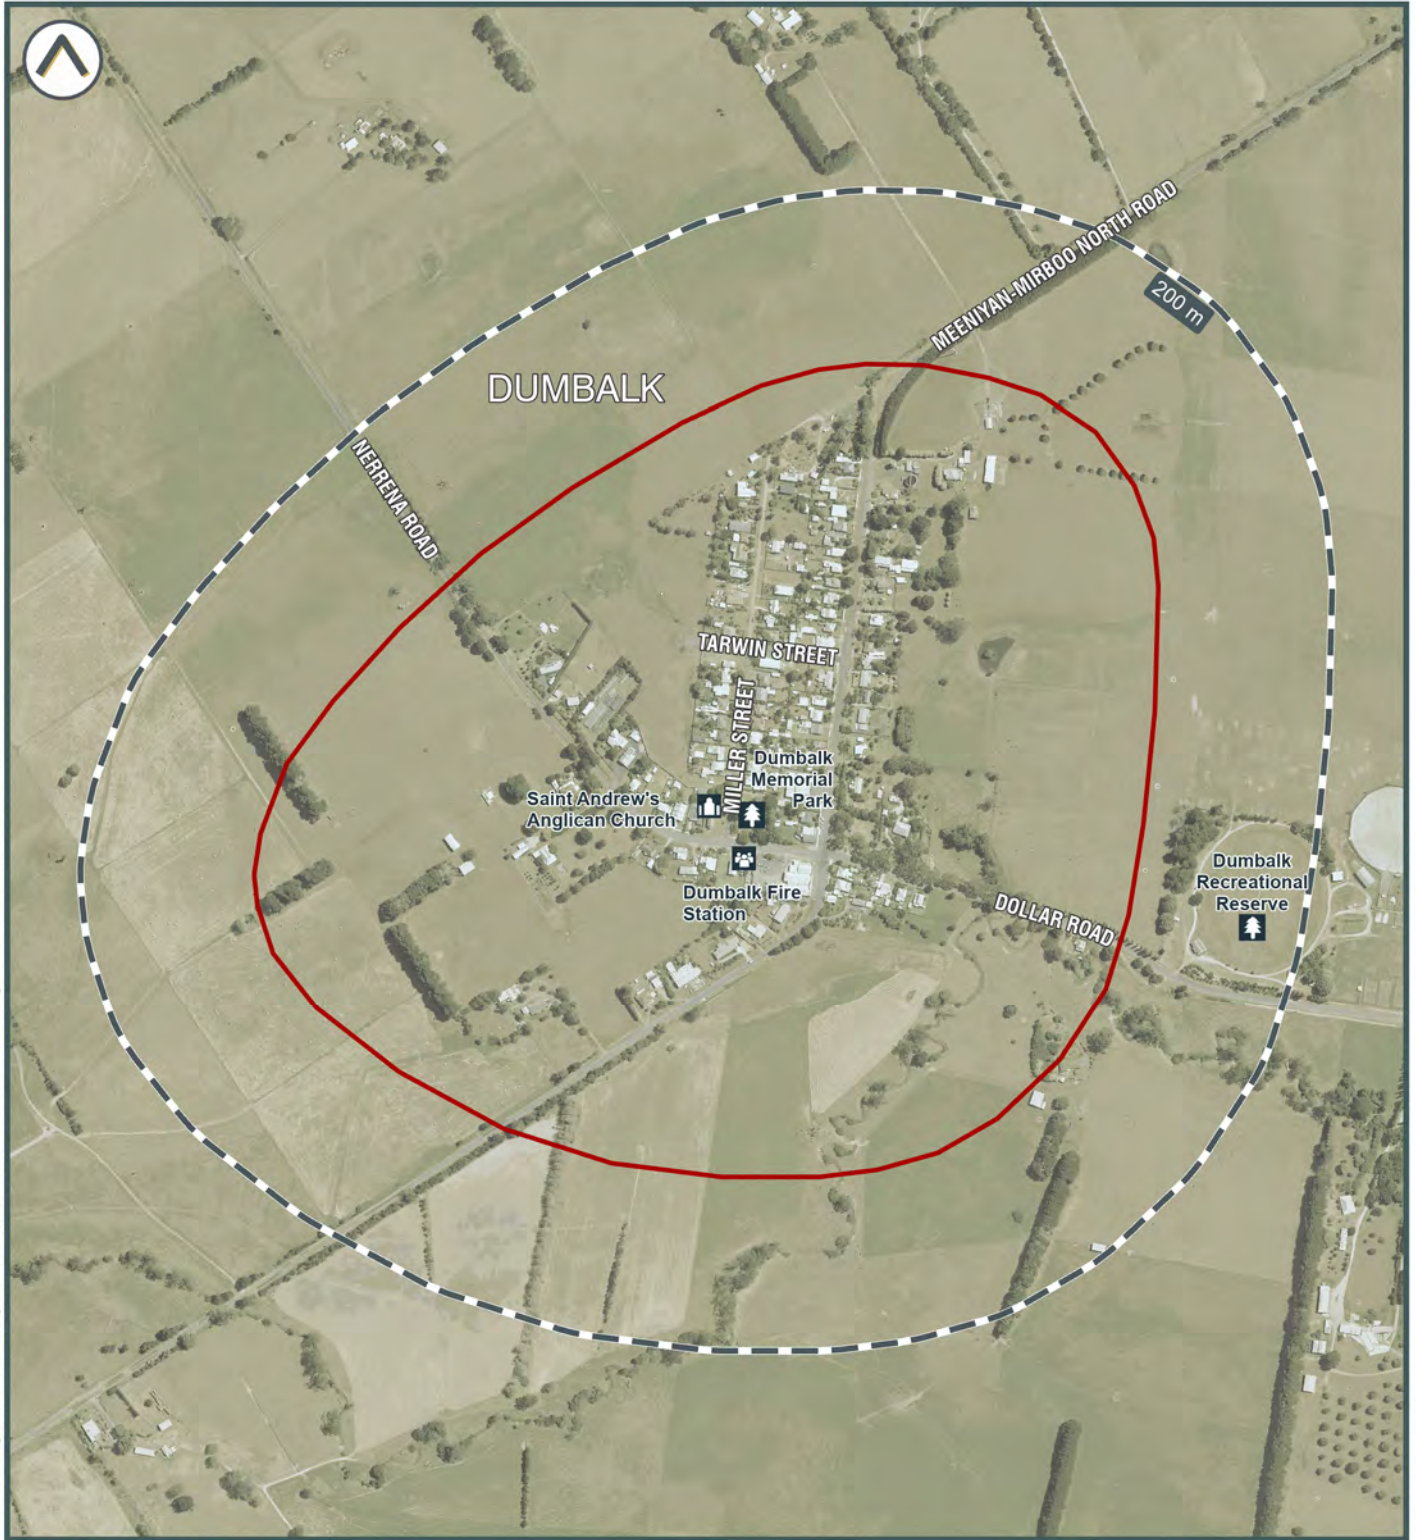 MEENIYAN-MIRBOO NORTH ROAD
200 m
DUMBALK
NERRENA ROAD
TARWIN STREET
MILLER STREET
Dumbalk
Memorial
Park
Saint Andrew's
Anglican Church
Dumbalk Fire
Station
DOLLAR ROAD
Dumbalk
Recreational
Reserve